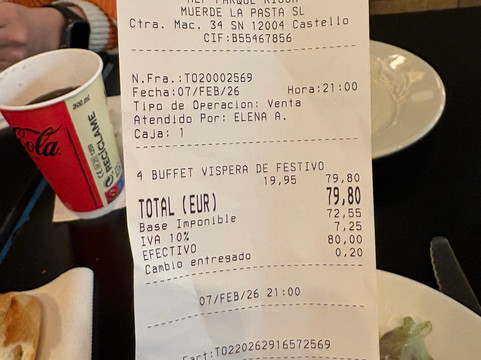 MUERDE LA PASTA SL
Ctra. Mac. 34 SN 12004 Castello
CIF:B55467856
N.Fra.:T020002569
Fecha:07/FEB/26 Hora:21:00
Tipo de Operacion: Venta
Atendido Por: ELENA A.
Caja: 1
4 BUFFET VISPERA DE FESTIVO
19,95 79,80
TOTAL (EUR) 79,80
Base Imponible 72,55
IVA 10% 7,25
EFECTIVO 80,00
Cambio entregado 0,20
07/FEB/26 21:00
Fact:T0220262916572569
Cola
RECICLAME